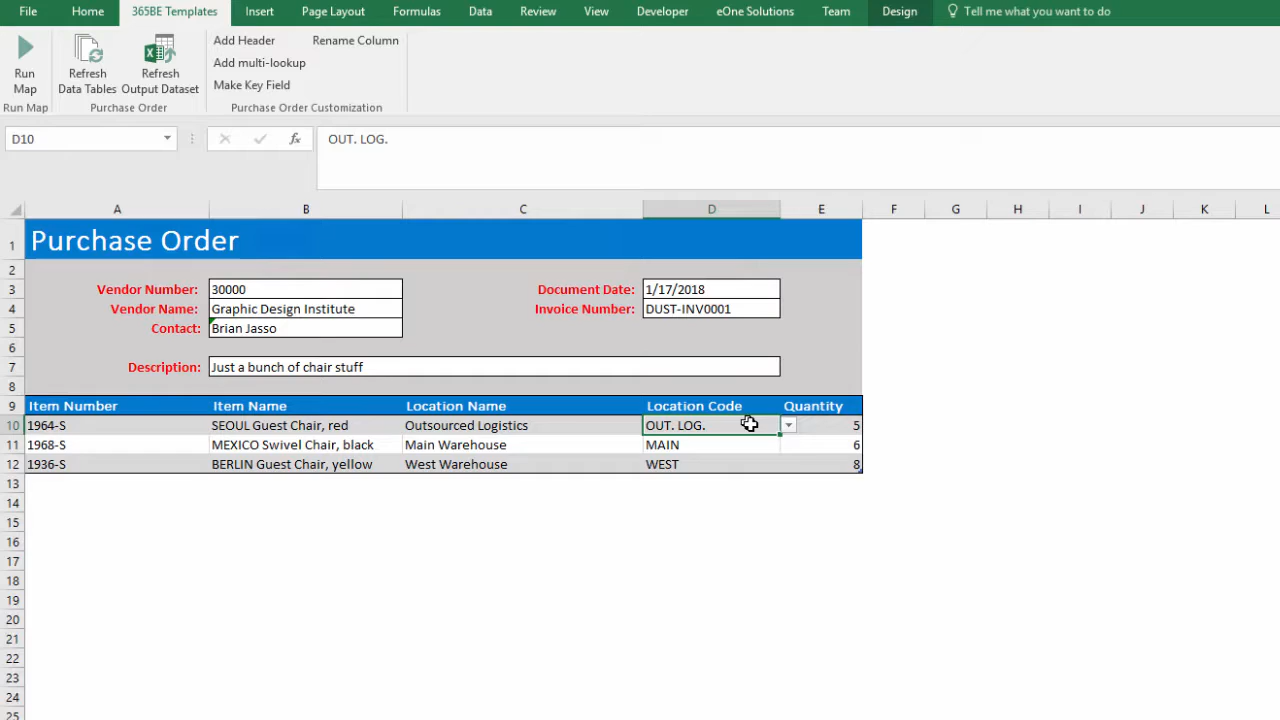 File Home 365BE Templates Insert Page Layout Formulas Data Review View Developer eOne Solutions Team Design Tell me what you want to do
Run Map
Refresh Data Tables
Refresh Output Dataset
Add Header
Rename Column
Add multi-lookup
Make Key Field
Run Map Purchase Order Purchase Order Customization
D10 fx OUT. LOG.
A B C D E F G H I J K L
1 Purchase Order
2
3 Vendor Number: 30000 Document Date: 1/17/2018
4 Vendor Name: Graphic Design Institute Invoice Number: DUST-INV0001
5 Contact: Brian Jasso
6
7 Description: Just a bunch of chair stuff
8
9 Item Number Item Name Location Name Location Code Quantity
10 1964-S SEOUL Guest Chair, red Outsourced Logistics OUT. LOG. 5
11 1968-S MEXICO Swivel Chair, black Main Warehouse MAIN 6
12 1936-S BERLIN Guest Chair, yellow West Warehouse WEST 8
13
14
15
16
17
18
19
20
21
22
23
24
25